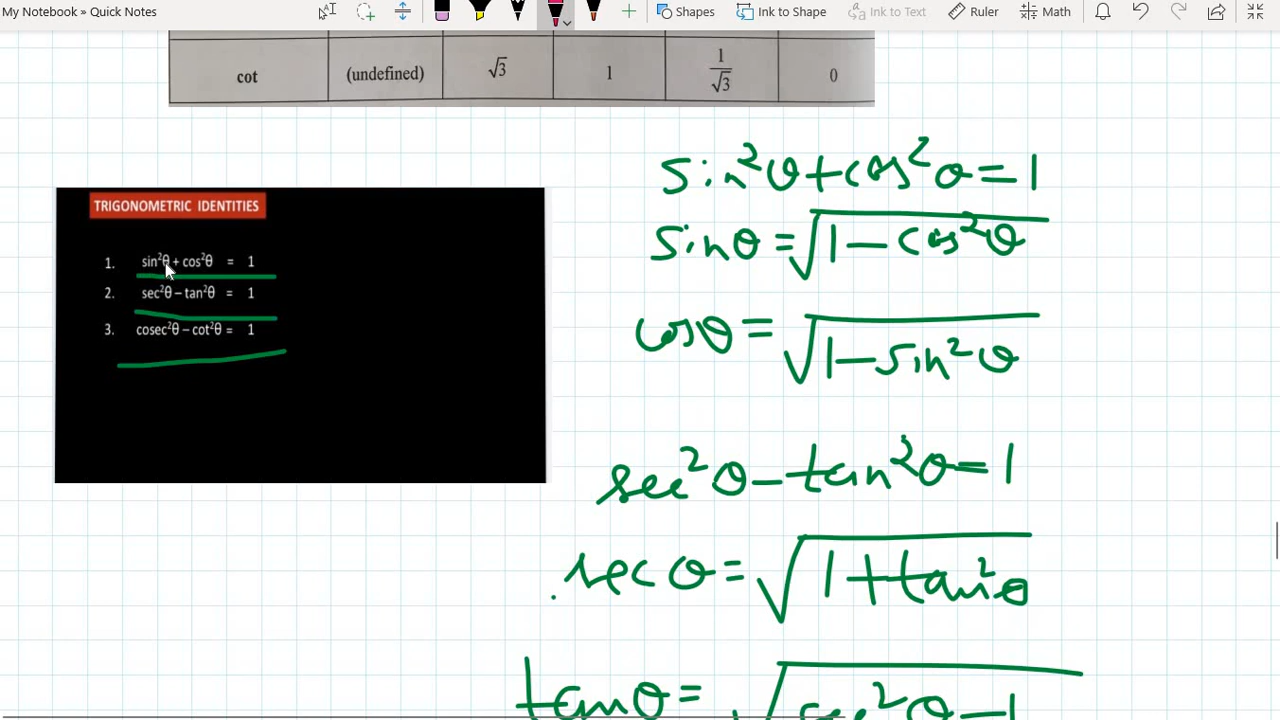 My Notebook » Quick Notes
Shapes
Ink to Shape
Ink to Text
Ruler
Math
cot (undefined) √3 1 1/√3 0
TRIGONOMETRIC IDENTITIES
1. sin²θ + cos²θ = 1
2. sec²θ – tan²θ = 1
3. cosec²θ – cot²θ = 1
sin²θ+cos²θ=1
sinθ=√1−cos²θ
cosθ=√1−sin²θ
sec²θ−tan²θ=1
secθ=√1+tan²θ
tanθ=√sec²θ−1